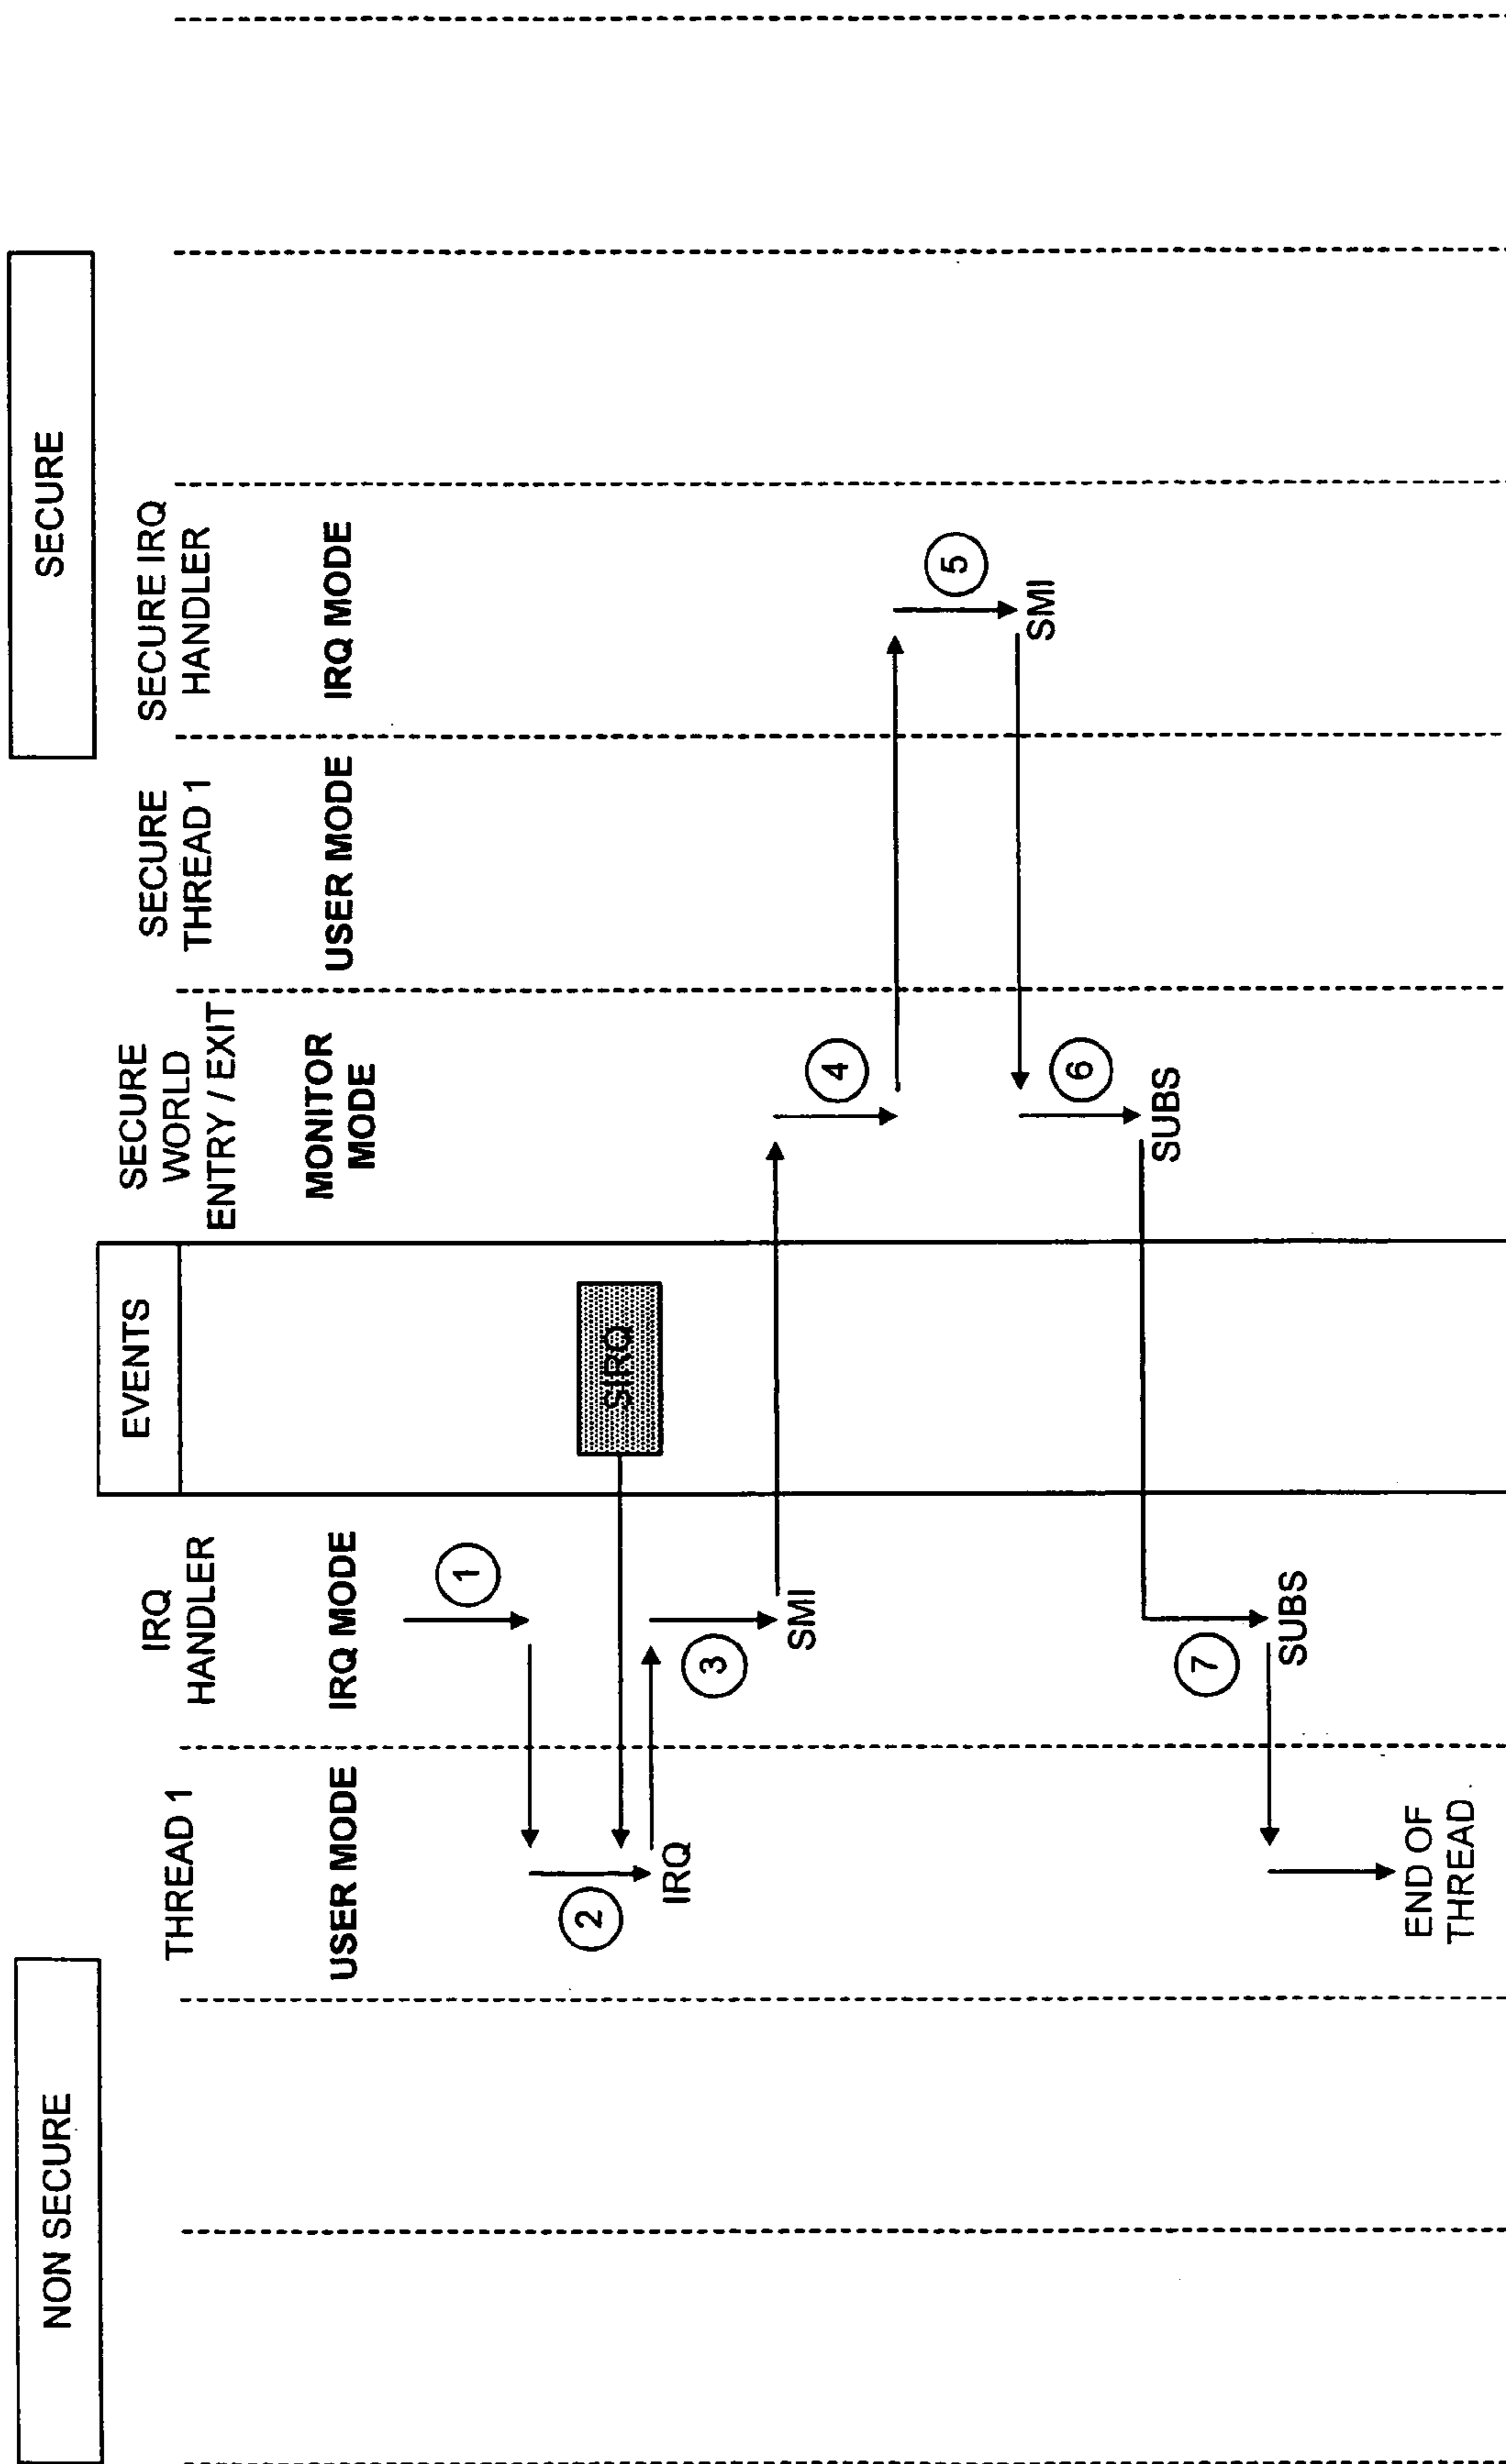 NON SECURE
SECURE
THREAD 1
USER MODE
IRQ
HANDLER
IRQ MODE
EVENTS
SECURE
WORLD
ENTRY / EXIT
MONITOR
MODE
SECURE
THREAD 1
USER MODE
SECURE IRQ
HANDLER
IRQ MODE
1
2
SIRQ
IRQ
3
SMI
4
5
SMI
6
SUBS
7
SUBS
END OF
THREAD